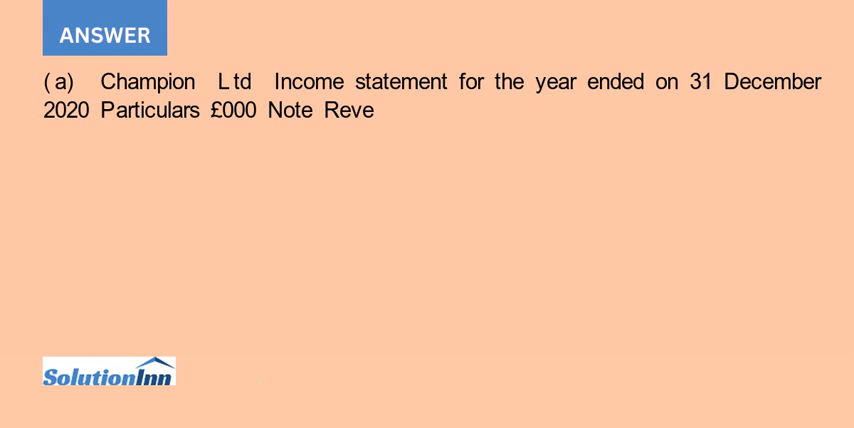 ANSWER
(a) Champion Ltd Income statement for the year ended on 31 December
2020 Particulars £000 Note Reve
SolutionInn